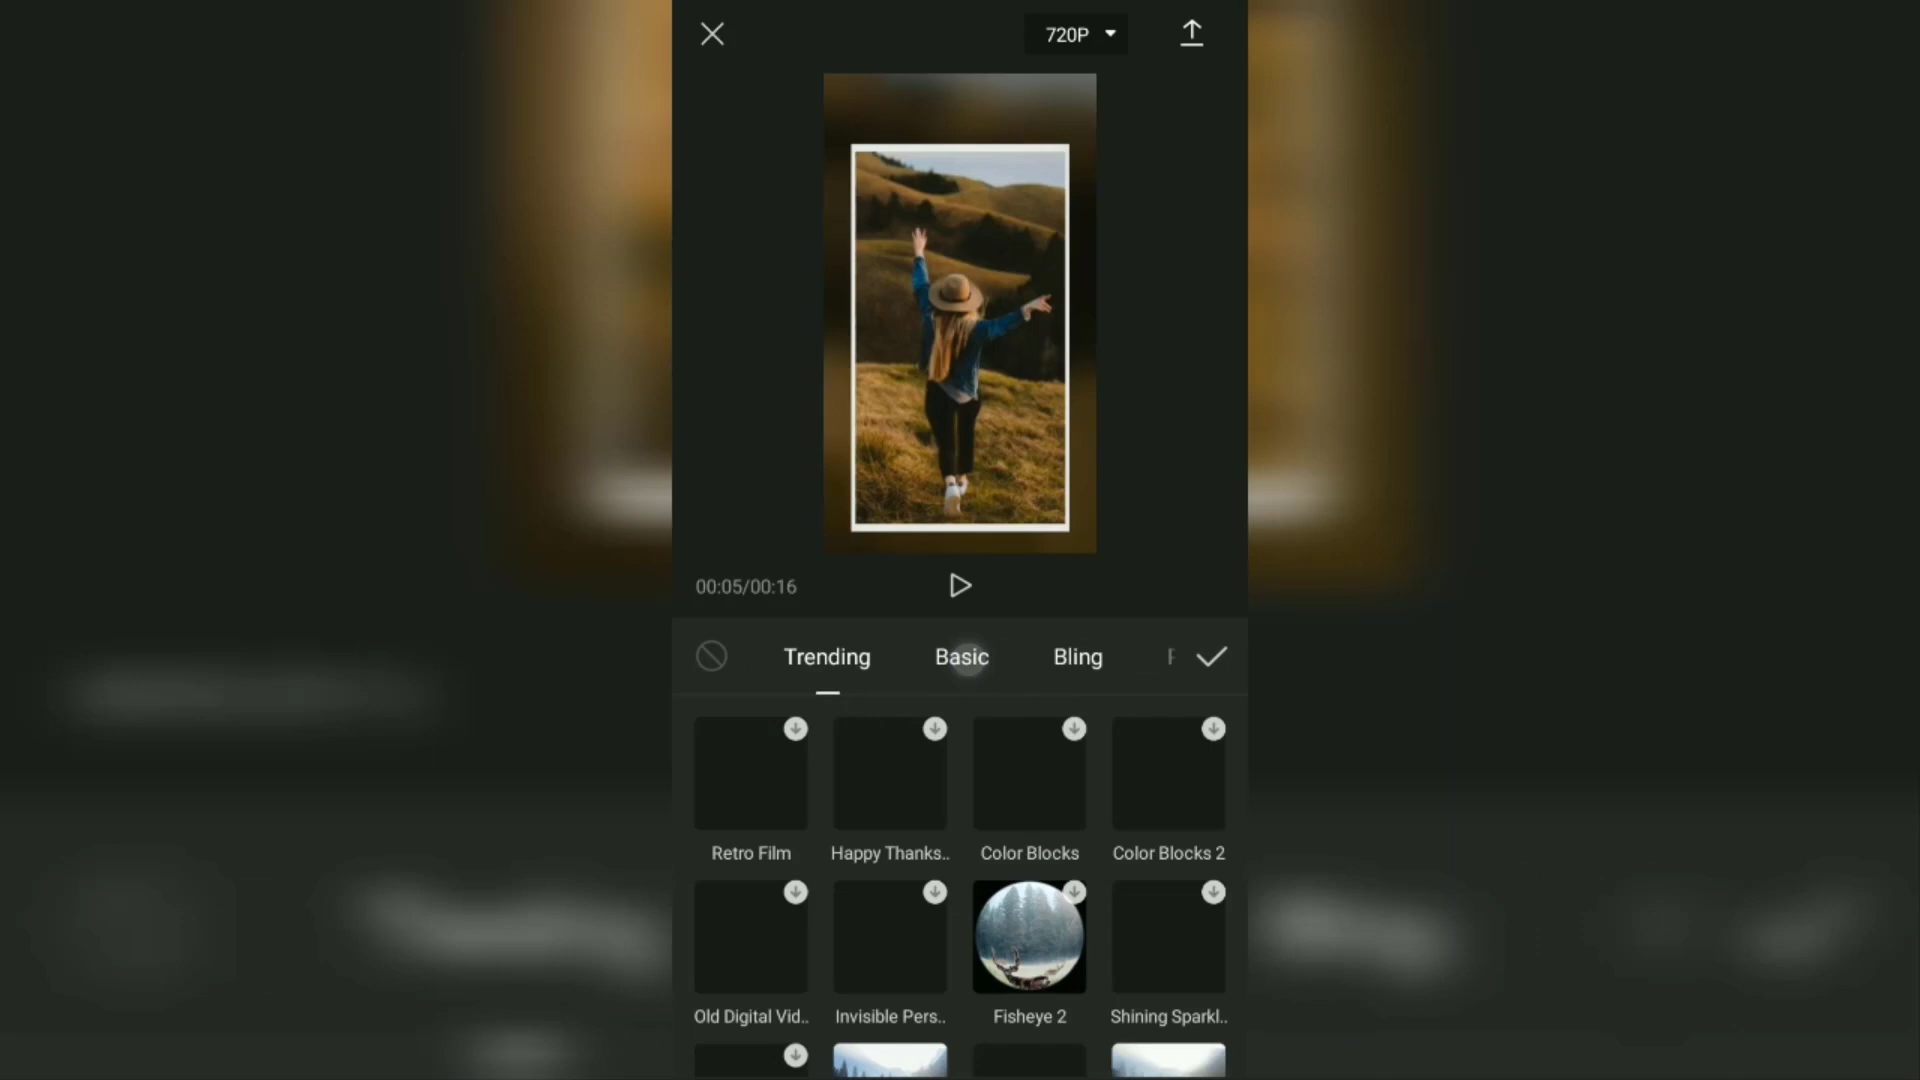 720P
00:05/00:16
Trending Basic Bling
Retro Film Happy Thanks.. Color Blocks Color Blocks 2
Old Digital Vid.. Invisible Pers.. Fisheye 2 Shining Sparkl..